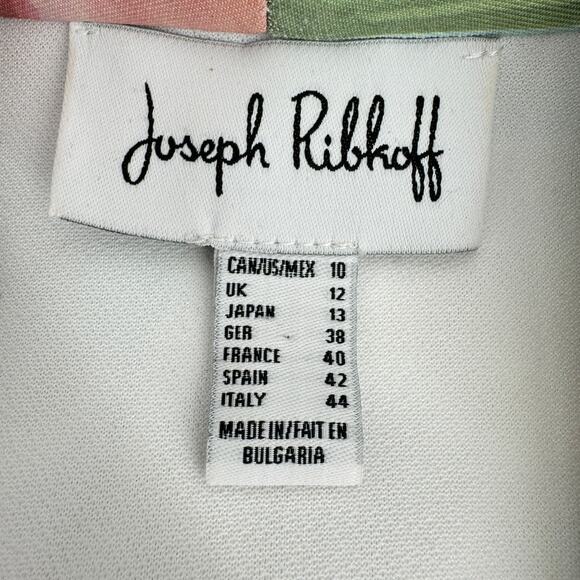 Joseph Ribkoff
CAN/US/MEX 10
UK 12
JAPAN 13
GER 38
FRANCE 40
SPAIN 42
ITALY 44
MADE IN/FAIT EN
BULGARIA